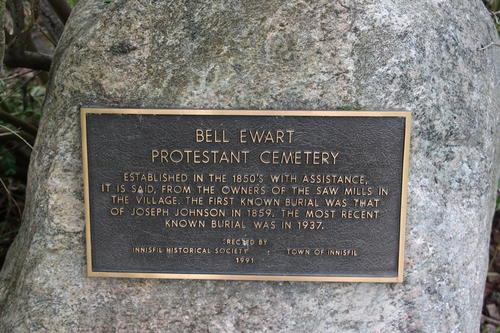 BELL EWART
PROTESTANT CEMETERY
ESTABLISHED IN THE 1850'S WITH ASSISTANCE,
IT IS SAID, FROM THE OWNERS OF THE SAW MILLS IN
THE VILLAGE. THE FIRST KNOWN BURIAL WAS THAT
OF JOSEPH JOHNSON IN 1859. THE MOST RECENT
KNOWN BURIAL WAS IN 1937.
ERECTED BY
INNISFIL HISTORICAL SOCIETY : TOWN OF INNISFIL
1991